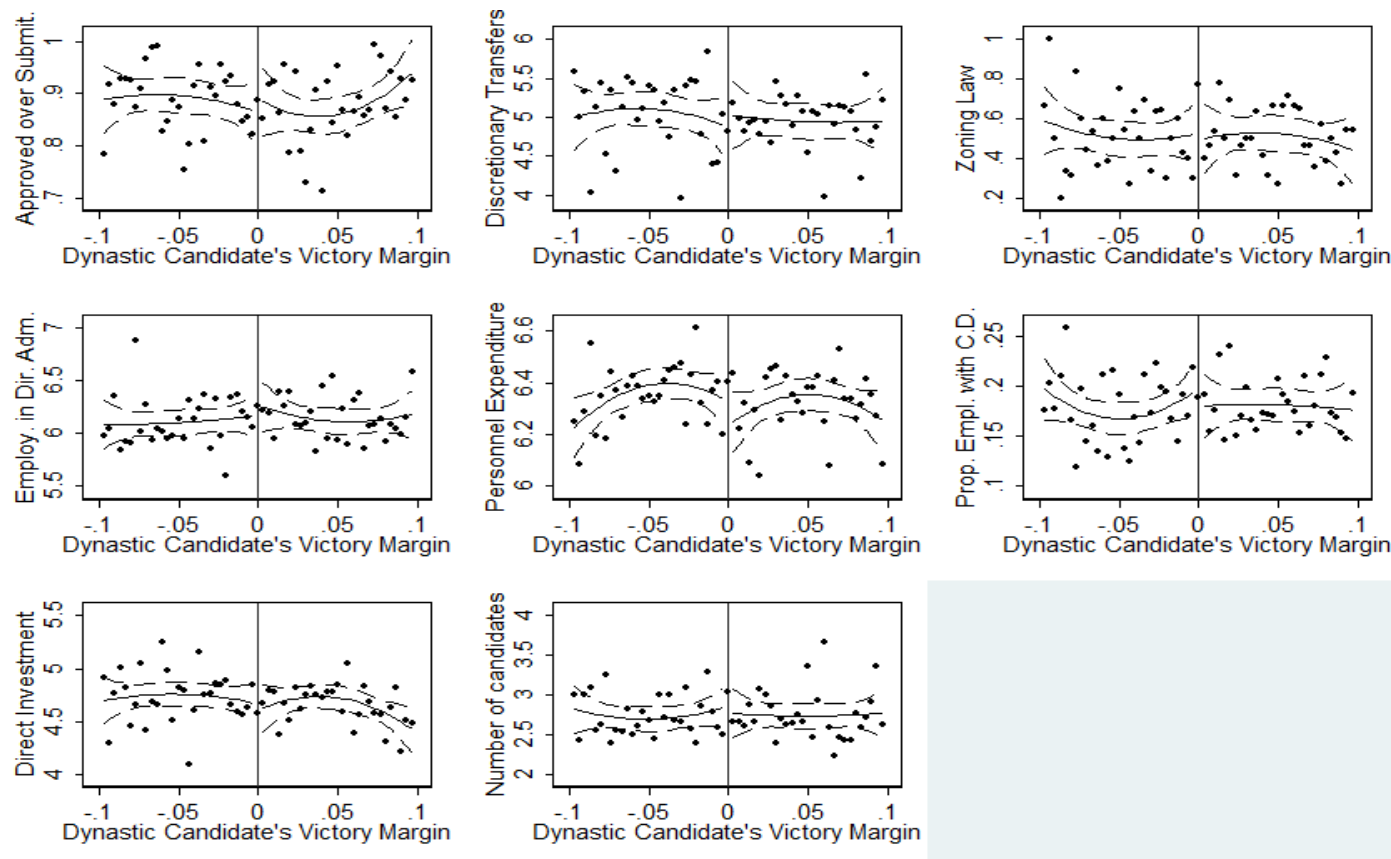 Approved over Submit.
1
.9
.8
.7
-.1 -.05 0 .05 .1
Dynastic Candidate's Victory Margin
Discretionary Transfers
6
5.5
5
4.5
4
-.1 -.05 0 .05 .1
Dynastic Candidate's Victory Margin
Zoning Law
1
.8
.6
.4
.2
-.1 -.05 0 .05 .1
Dynastic Candidate's Victory Margin
Employ. in Dir. Adm.
7
6.5
6
5.5
-.1 -.05 0 .05 .1
Dynastic Candidate's Victory Margin
Personnel Expenditure
6.6
6.4
6.2
6
-.1 -.05 0 .05 .1
Dynastic Candidate's Victory Margin
Prop. Empl. with C.D.
.25
.2
.15
.1
-.1 -.05 0 .05 .1
Dynastic Candidate's Victory Margin
Direct Investment
5.5
5
4.5
4
-.1 -.05 0 .05 .1
Dynastic Candidate's Victory Margin
Number of candidates
4
3.5
3
2.5
2
-.1 -.05 0 .05 .1
Dynastic Candidate's Victory Margin